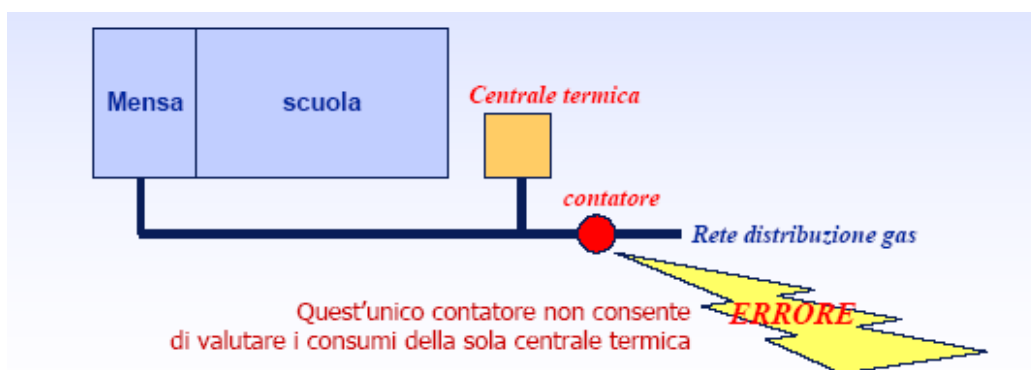 Mensa
scuola
Centrale termica
contatore
Rete distribuzione gas
Quest'unico contatore non consente
di valutare i consumi della sola centrale termica
ERRORE